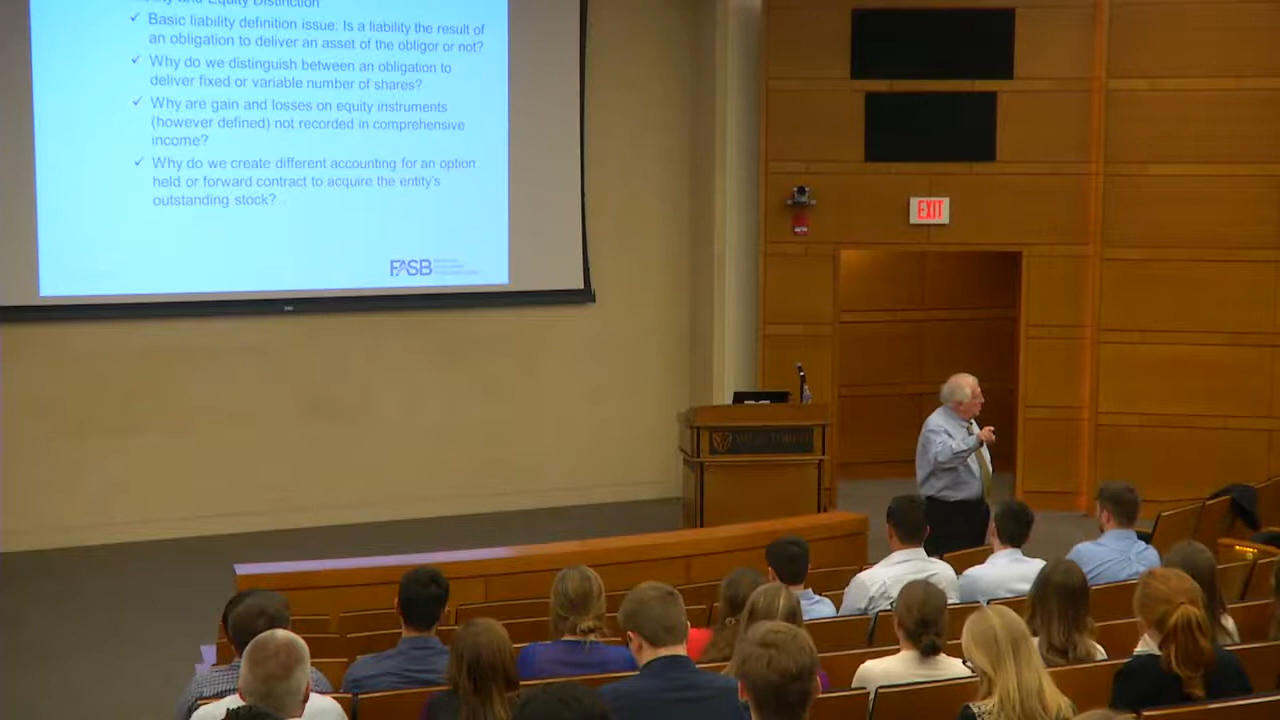 and Equity Distinction
✓ Basic liability definition issue: Is a liability the result of
an obligation to deliver an asset of the obligor or not?
✓ Why do we distinguish between an obligation to
deliver fixed or variable number of shares?
✓ Why are gain and losses on equity instruments
(however defined) not recorded in comprehensive
income?
✓ Why do we create different accounting for an option
held or forward contract to acquire the entity's
outstanding stock?
FASB
EXIT